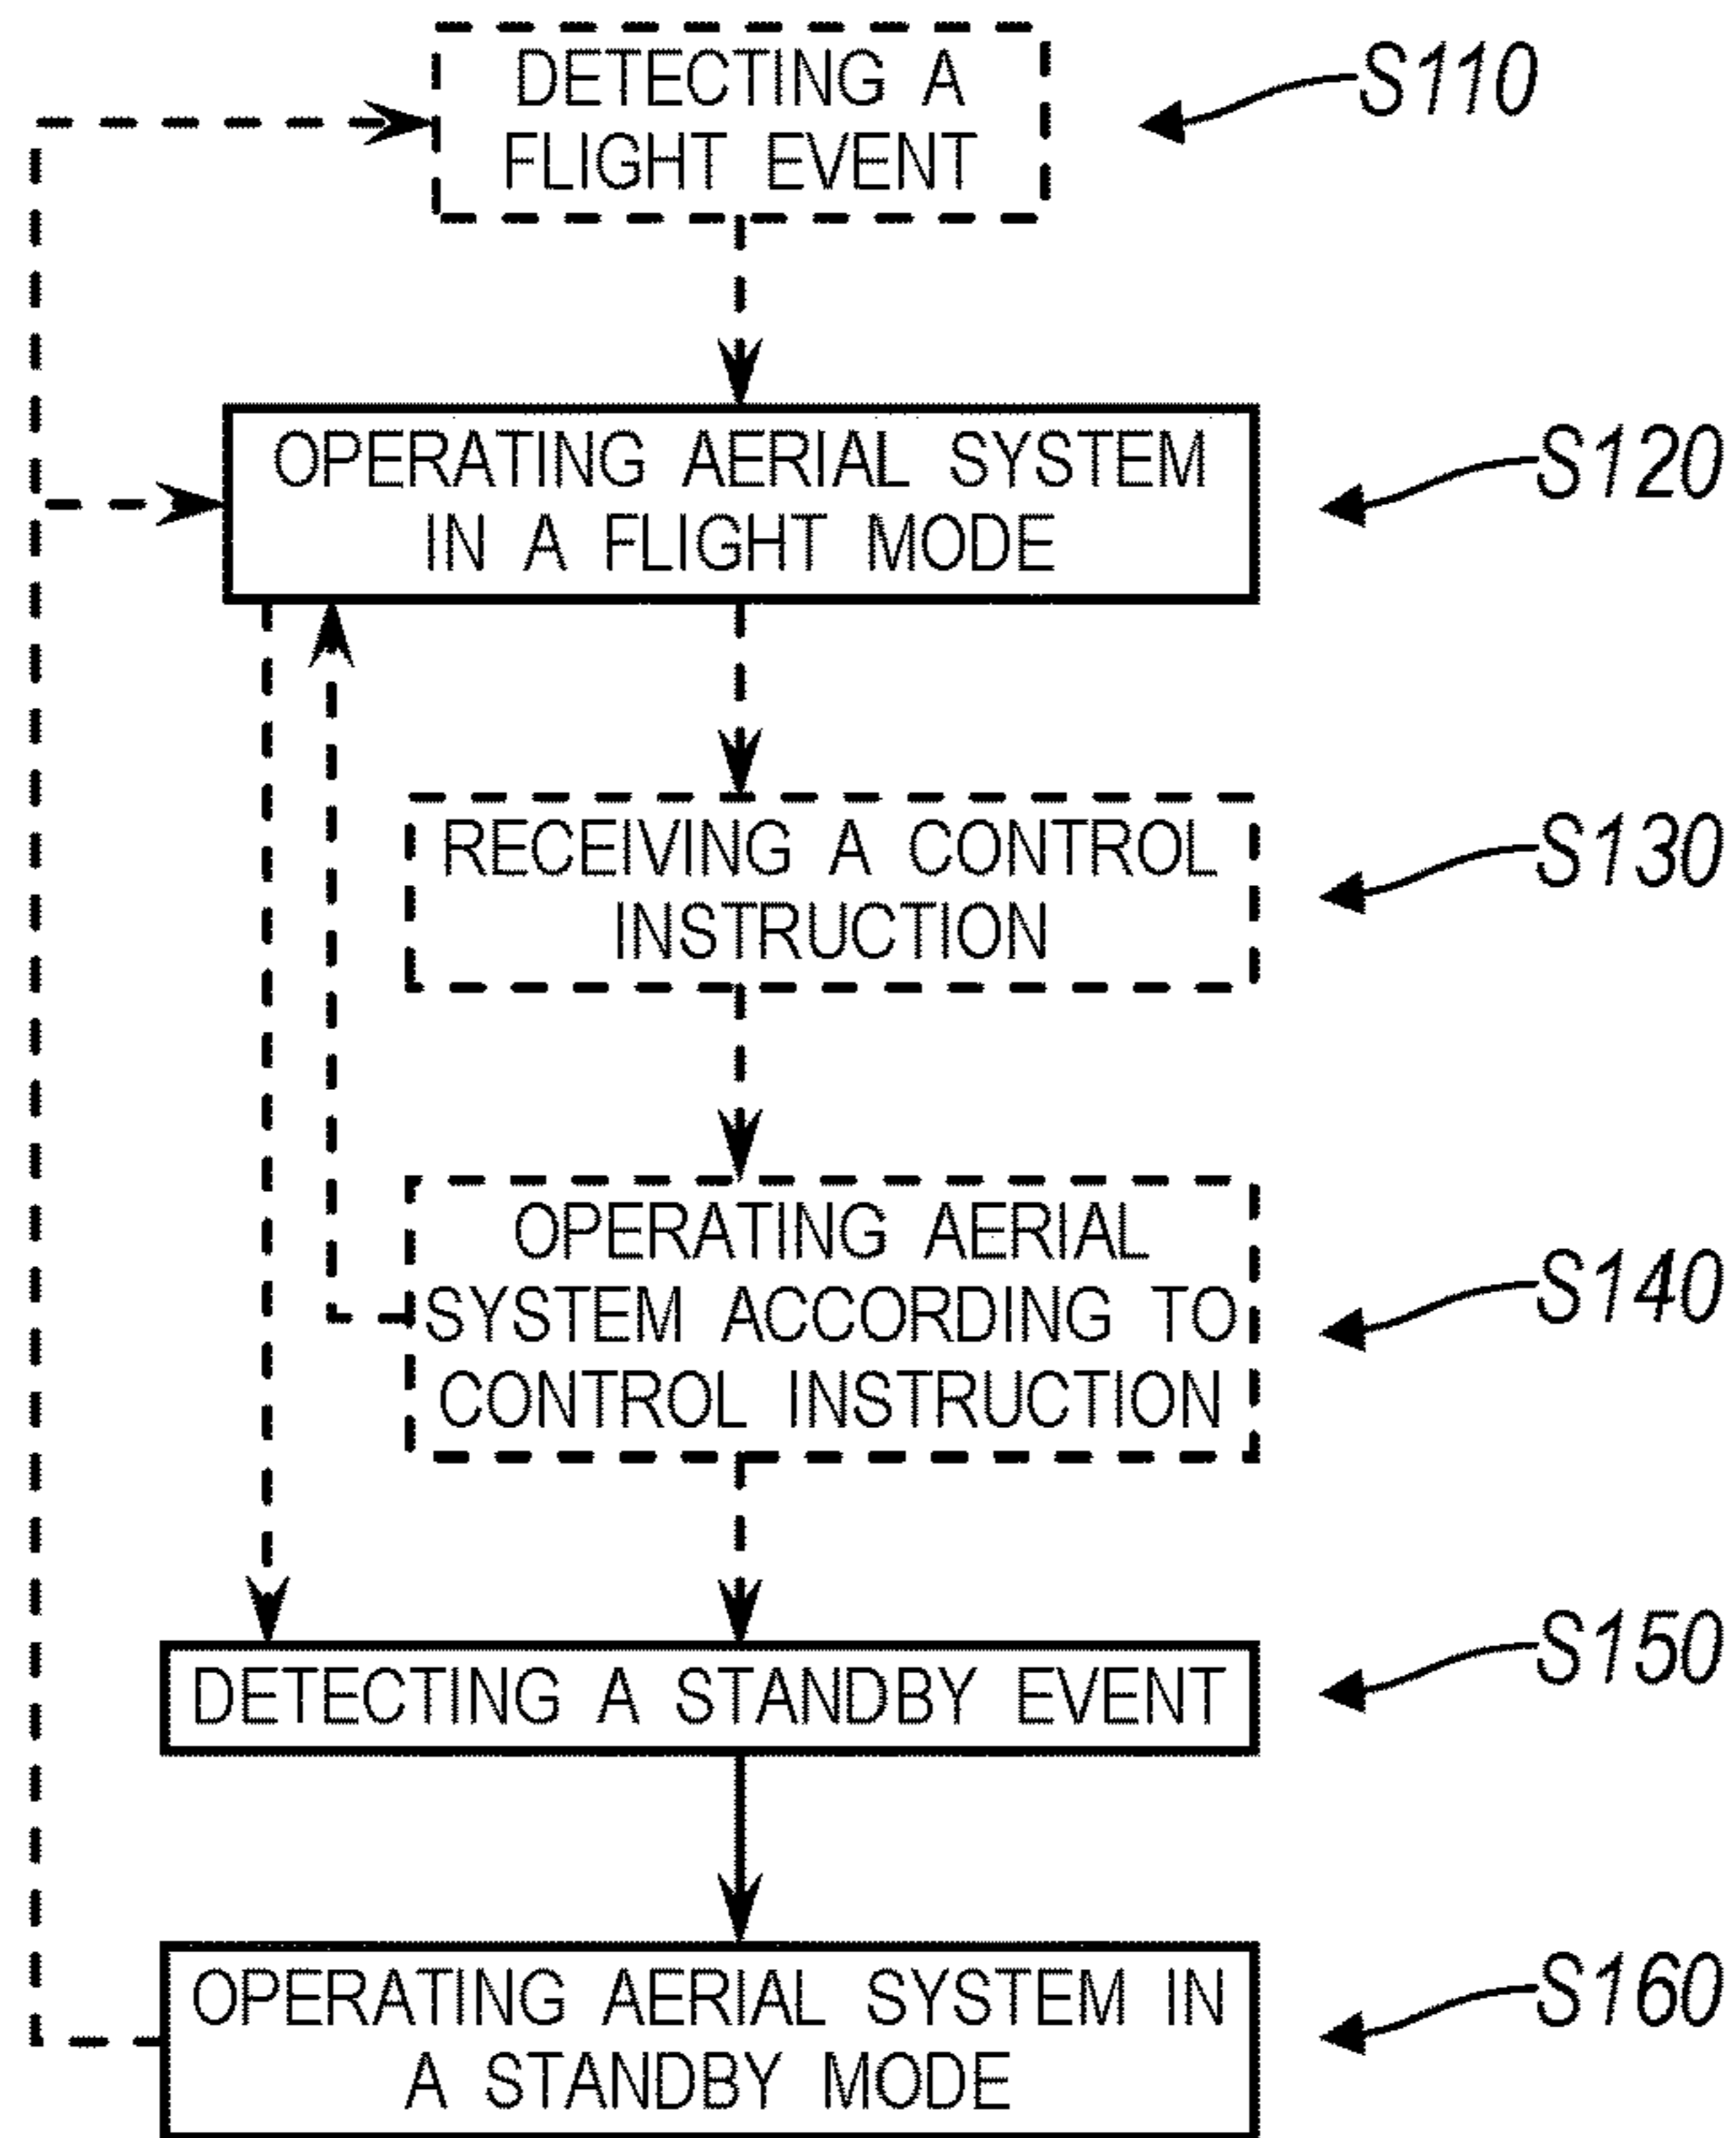 DETECTING A
FLIGHT EVENT
S110
OPERATING AERIAL SYSTEM
IN A FLIGHT MODE
S120
RECEIVING A CONTROL
INSTRUCTION
S130
OPERATING AERIAL
SYSTEM ACCORDING TO
CONTROL INSTRUCTION
S140
DETECTING A STANDBY EVENT
S150
OPERATING AERIAL SYSTEM IN
A STANDBY MODE
S160